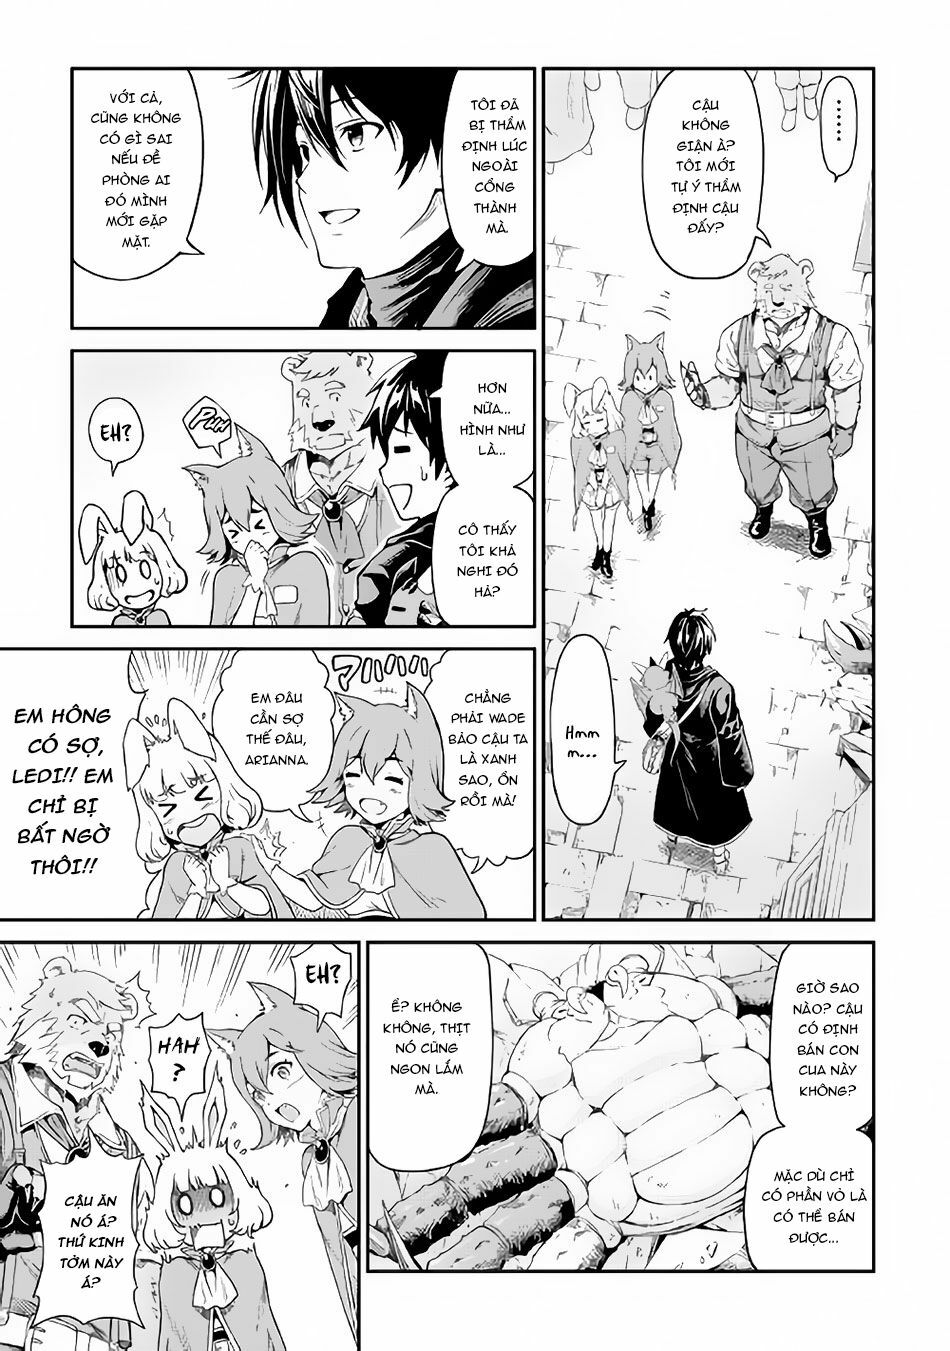 ......
CẬU
KHÔNG
GIẬN À?
TÔI MỚI
TỰ Ý THẨM
ĐỊNH CẬU
ĐẤY?
Hmm
m...
TÔI ĐÃ
BỊ THẨM
ĐỊNH LÚC
NGOÀI
CỔNG
THÀNH
MÀ.
VỚI CẢ,
CŨNG KHÔNG
CÓ GÌ SAI
NẾU ĐỀ
PHÒNG AI
ĐÓ MÌNH
MỚI GẶP
MẶT.
HƠN
NỮA...
HÌNH NHƯ
LÀ...
CÔ THẤY
TÔI KHẢ
NGHI ĐÓ
HẢ?
PUH
EH?
CHẲNG
PHẢI WADE
BẢO CẬU TA
LÀ XANH
SAO, ỔN
RỒI MÀ!
アハハハハ
EM ĐÂU
CẦN SỢ
THẾ ĐÂU,
ARIANNA.
EM HÔNG
CÓ SỢ,
LEDI!! EM
CHỈ BỊ
BẤT NGỜ
THÔI!!
GIỜ SAO
NÀO? CẬU
CÓ ĐỊNH
BÁN CON
CUA NÀY
KHÔNG?
MẶC DÙ CHỈ
CÓ PHẦN VỎ LÀ
CÓ THỂ BÁN
ĐƯỢC...
Ể? KHÔNG
KHÔNG, THỊT
NÓ CŨNG
NGON LẮM
MÀ.
EH?
HAH
?
CẬU ĂN
NÓ Á?
THỨ KINH
TỞM NÀY
Á?